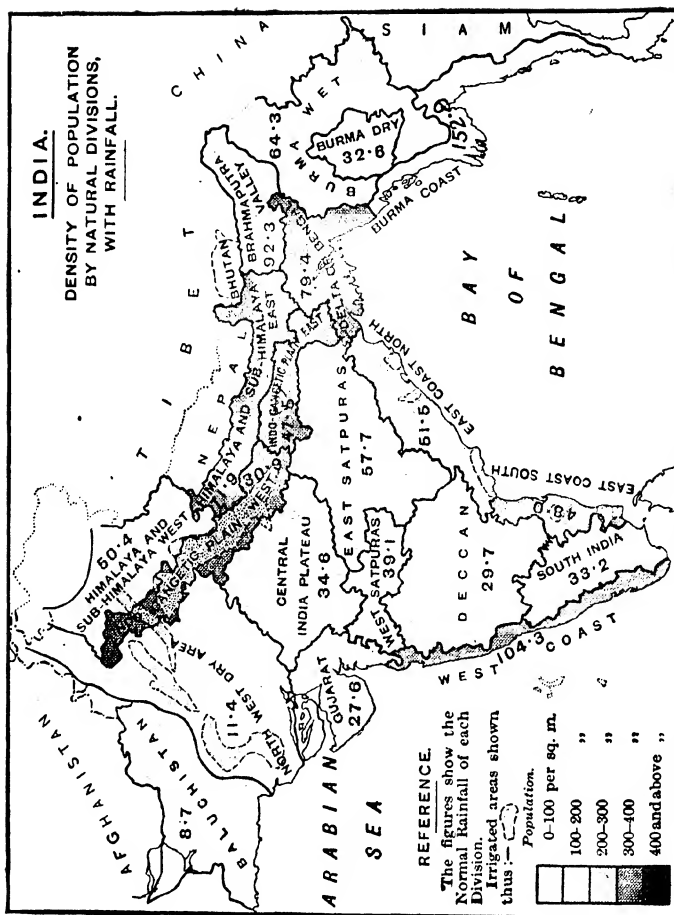 INDIA.
DENSITY OF POPULATION
BY NATURAL DIVISIONS,
WITH RAINFALL.
CHINA
SIAM
TIBET
AFGHANISTAN
BALUCHISTAN
8·7
NORTH WEST DRY AREA
11·4
60·4
HIMALAYA AND
SUB-HIMALAYA WEST
NEPAL
HIMALAYA AND SUB-HIMALAYA
EAST
BHUTAN
BRAHMAPUTRA
VALLEY
92·3
64·3
BURMA WET
BURMA DRY
32·6
152·9
BURMA COAST
GANGETIC PLAIN WEST
INDO-GANGETIC PLAIN EAST
47·5
DELTA
BENGAL
79·4
CENTRAL
INDIA PLATEAU
34·6
EAST SATPURAS
57·7
WEST SATPURAS
39·1
GUJARAT
27·6
DECCAN
29·7
EAST COAST NORTH
51·5
EAST COAST SOUTH
48·0
SOUTH INDIA
33·2
WEST COAST
104·3
ARABIAN
SEA
BAY
OF
BENGAL
REFERENCE.
The figures show the
Normal Rainfall of each
Division.
Irrigated areas shown
thus :—
Population.
0-100 per sq. m.
100-200 ,,
200-300 ,,
300-400 ,,
400 and above ,,